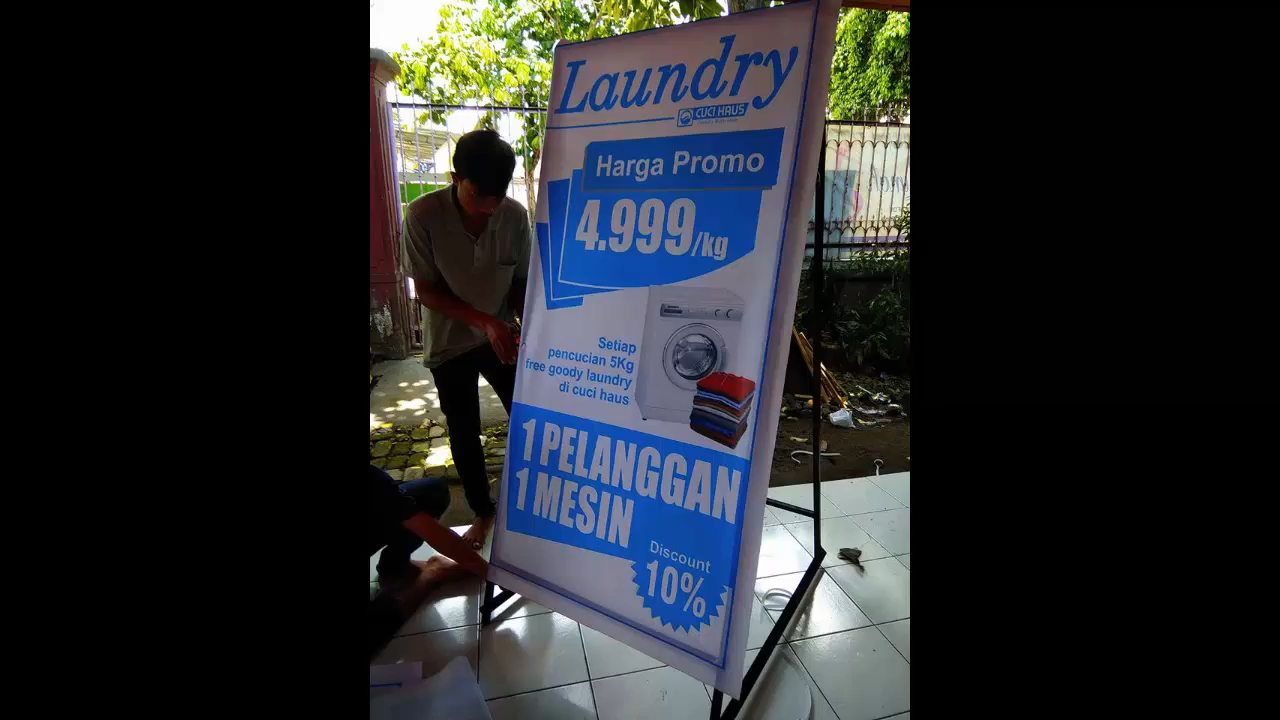 Laundry
CUCI HAUS
Harga Promo
4.999/kg
Setiap
pencucian 5Kg
free goody laundry
di cuci haus
1 PELANGGAN
1 MESIN
Discount
10%